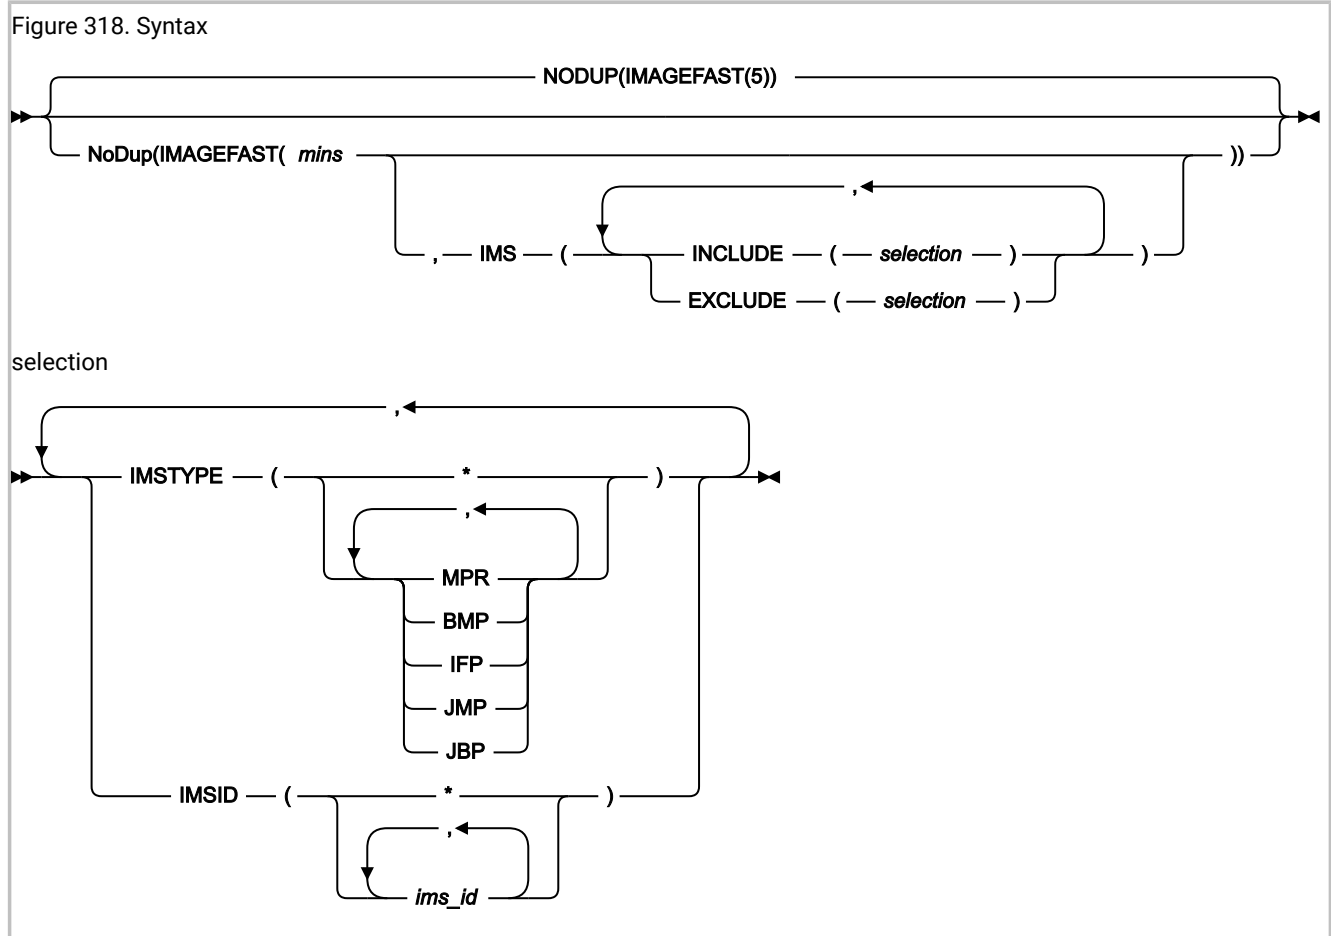 Figure 318. Syntax
NODUP(IMAGEFAST(5))
NoDup(IMAGEFAST( mins ))
,
, IMS ( INCLUDE ( selection ) )
EXCLUDE ( selection )
selection
,
IMSTYPE ( * )
,
MPR
BMP
IFP
JMP
JBP
IMSID ( * )
,
ims_id